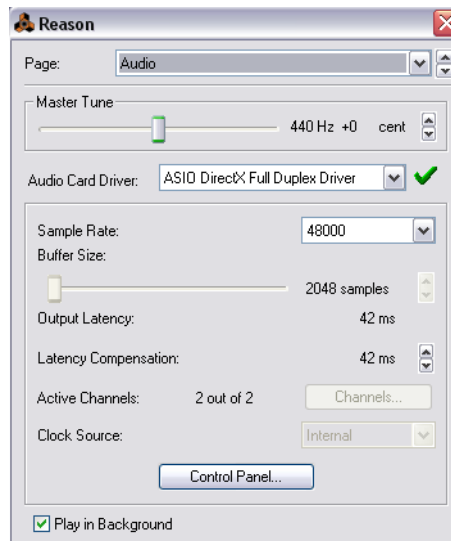 Reason
Page: Audio
Master Tune
440 Hz +0 cent
Audio Card Driver: ASIO DirectX Full Duplex Driver
Sample Rate: 48000
Buffer Size:
2048 samples
Output Latency: 42 ms
Latency Compensation: 42 ms
Active Channels: 2 out of 2 Channels...
Clock Source: Internal
Control Panel...
Play in Background